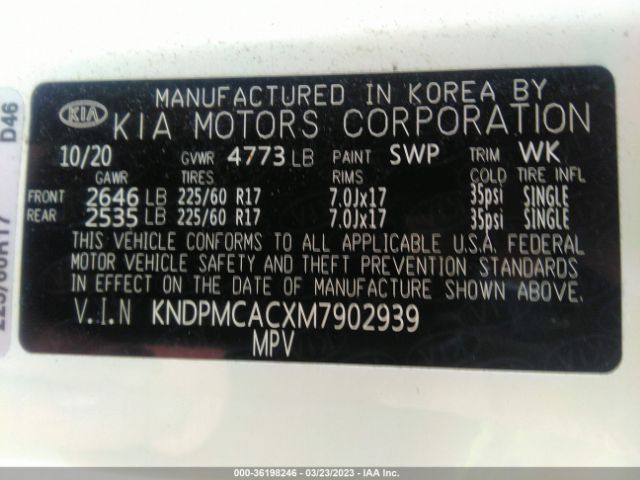 MANUFACTURED IN KOREA BY
KIA KIA MOTORS CORPORATION
10/20 GVWR 4773 LB PAINT SWP TRIM WK
GAWR TIRES RIMS COLD TIRE INFL
FRONT 2646 LB 225/60 R17 7.0Jx17 35psi SINGLE
REAR 2535 LB 225/60 R17 7.0Jx17 35psi SINGLE
THIS VEHICLE CONFORMS TO ALL APPLICABLE U.S.A. FEDERAL
MOTOR VEHICLE SAFETY AND THEFT PREVENTION STANDARDS
IN EFFECT ON THE DATE OF MANUFACTURE SHOWN ABOVE.
V.I.N KNDPMCACXM7902939
MPV
D46
000-36198246 - 03/23/2023 - IAA Inc.